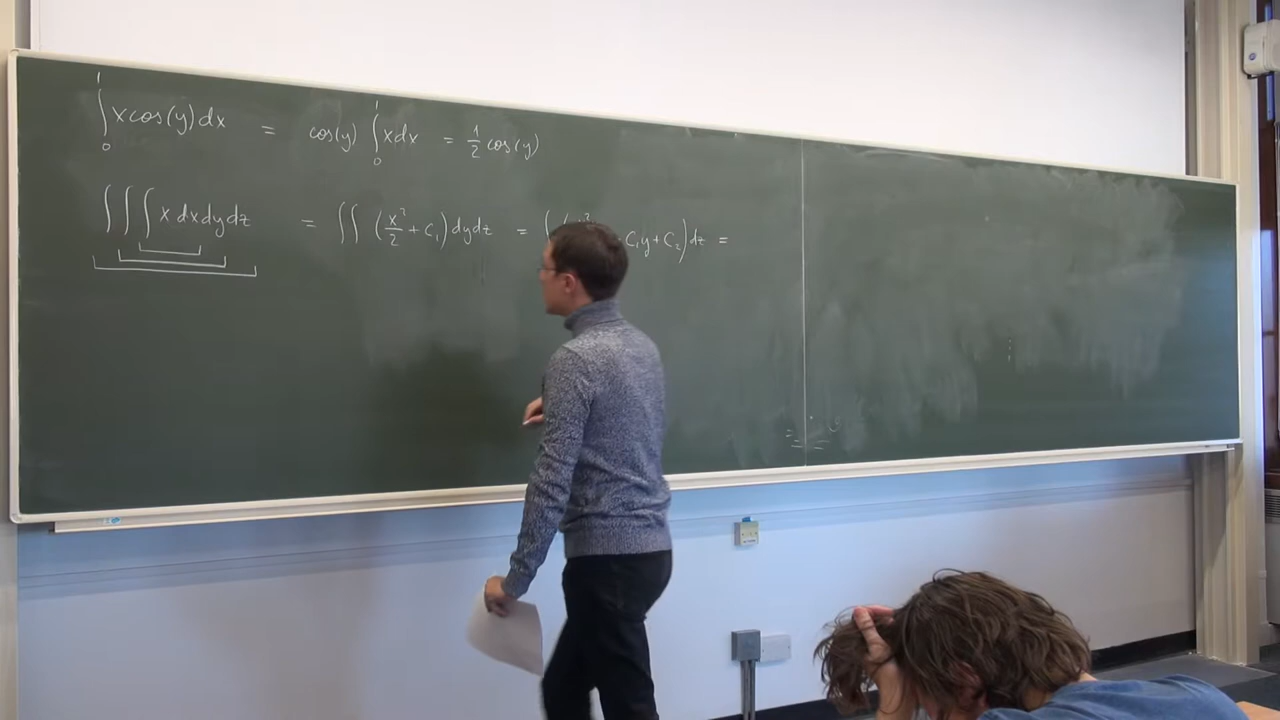 ∫₀¹ x cos(y) dx = cos(y) ∫₀¹ x dx = 1/2 cos(y)
∫∫∫ x dx dy dz = ∫∫ (x²/2 + C₁) dy dz = ∫( C₁y + C₂) dz =